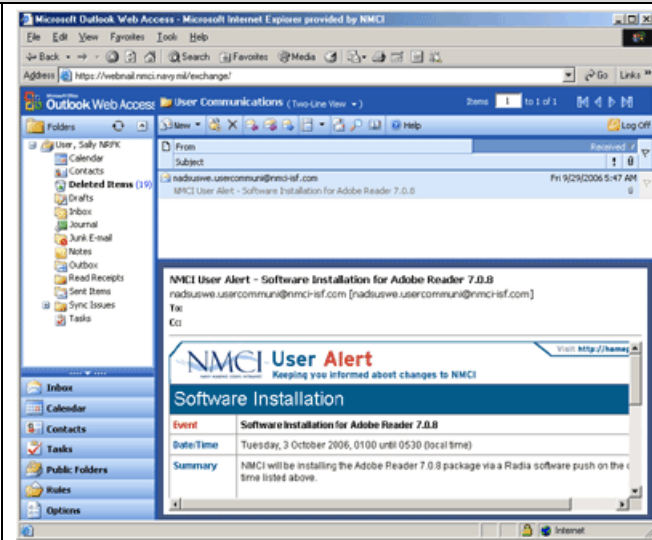 Microsoft Outlook Web Access - Microsoft Internet Explorer provided by NMCI
File Edit View Favorites Tools Help
Back Search Favorites Media
Address https://webmail.nmci.navy.mil/exchange/ Go Links »
Microsoft Office
Outlook Web Access User Communications (Two-Line View ▾) Items 1 to 1 of 1
Folders New Help Log Off
User, Sally NRFK
Calendar
Contacts
Deleted Items (19)
Drafts
Inbox
Journal
Junk E-mail
Notes
Outbox
Read Receipts
Sent Items
Sync Issues
Tasks
From Received
Subject
nadsuswe.usercommuni@nmci-isf.com Fri 9/29/2006 5:47 AM
NMCI User Alert - Software Installation for Adobe Reader 7.0.8
NMCI User Alert - Software Installation for Adobe Reader 7.0.8
nadsuswe.usercommuni@nmci-isf.com [nadsuswe.usercommuni@nmci-isf.com]
To:
Cc:
Visit http://homep
NMCI User Alert
Keeping you informed about changes to NMCI
Software Installation
Event Software Installation for Adobe Reader 7.0.8
Date/Time Tuesday, 3 October 2006, 0100 until 0530 (local time)
Summary NMCI will be installing the Adobe Reader 7.0.8 package via a Radia software push on the
time listed above.
Inbox
Calendar
Contacts
Tasks
Public Folders
Rules
Options
Internet